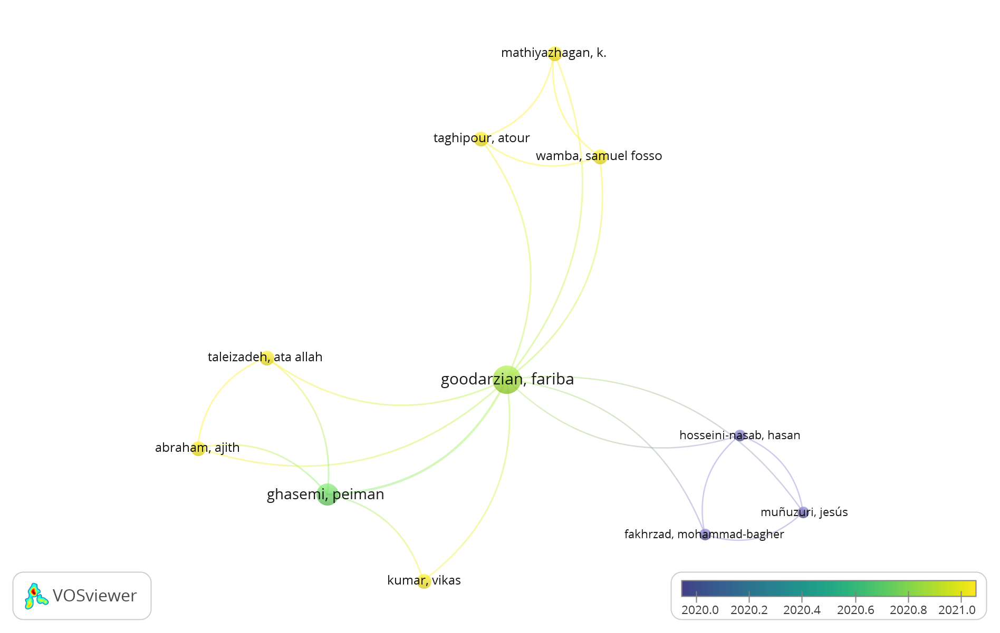 mathiyazhagan, k.
taghipour, atour
wamba, samuel fosso
taleizadeh, ata allah
goodarzian, fariba
hosseini-nasab, hasan
abraham, ajith
ghasemi, peiman
muñuzuri, jesús
fakhrzad, mohammad-bagher
kumar, vikas
VOSviewer
2020.0 2020.2 2020.4 2020.6 2020.8 2021.0